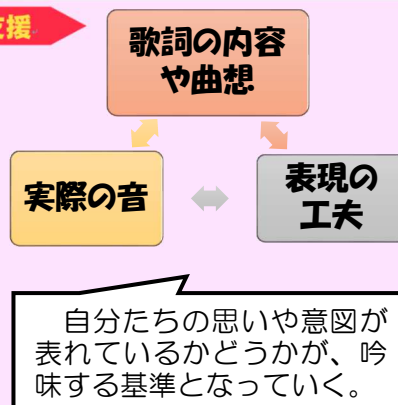 支援
歌詞の内容
や曲想
実際の音
表現の
工夫
自分たちの思いや意図が
表れているかどうかが、吟
味する基準となっていく。